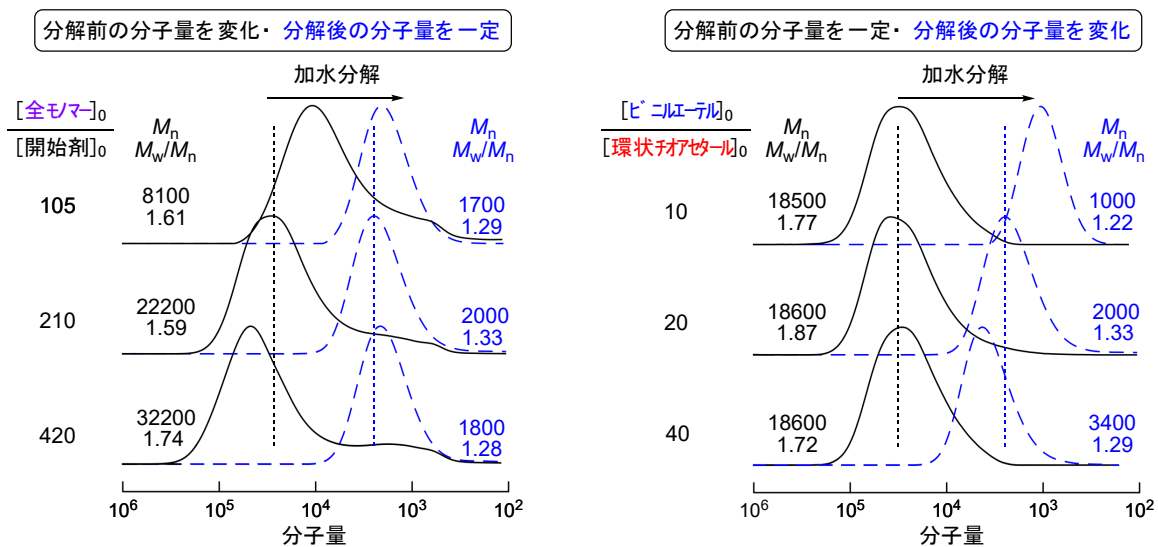 分解前の分子量を変化・ 分解後の分子量を一定
加水分解
[全モノマー]0
[開始剤]0
Mn
Mw/Mn
Mn
Mw/Mn
105
8100
1.61
1700
1.29
210
22200
1.59
2000
1.33
420
32200
1.74
1800
1.28
10^6 10^5 10^4 10^3 10^2
分子量
分解前の分子量を一定・ 分解後の分子量を変化
加水分解
[ビニルエーテル]0
[環状チオアセタール]0
Mn
Mw/Mn
Mn
Mw/Mn
10
18500
1.77
1000
1.22
20
18600
1.87
2000
1.33
40
18600
1.72
3400
1.29
10^6 10^5 10^4 10^3 10^2
分子量